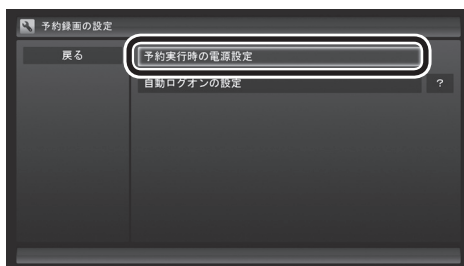 予約録画の設定
戻る
予約実行時の電源設定
自動ログオンの設定
?